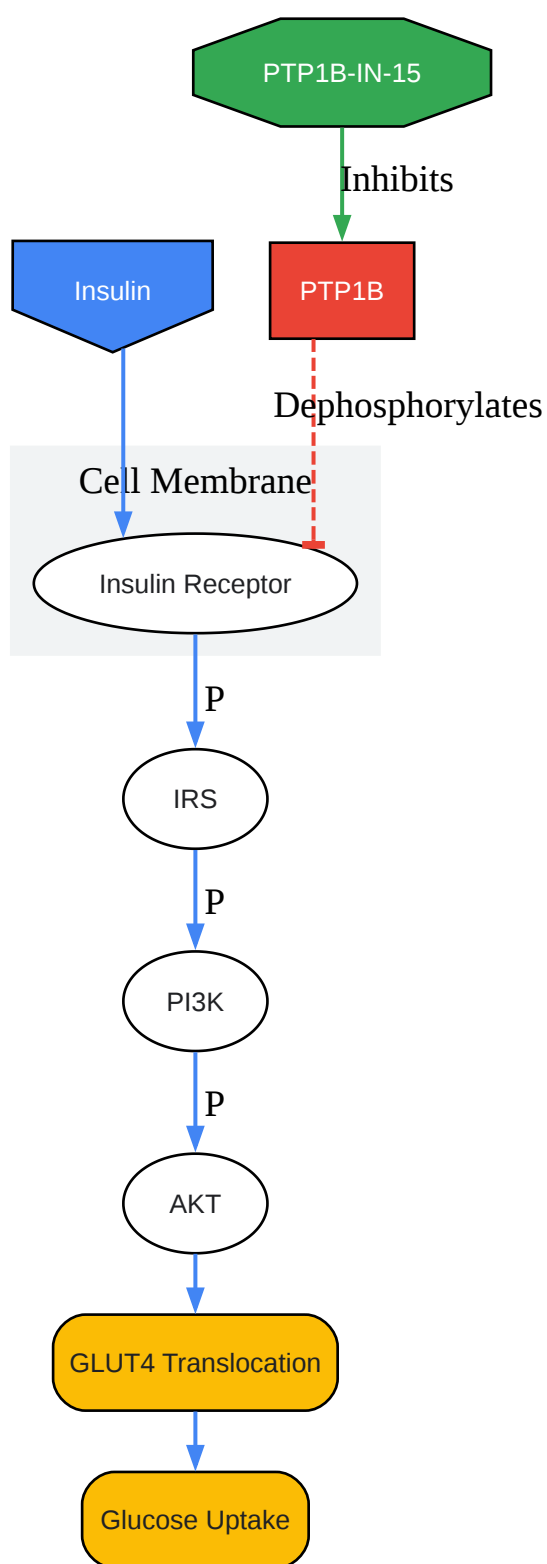 PTP1B-IN-15
Inhibits
Insulin
PTP1B
Dephosphorylates
Cell Membrane
Insulin Receptor
P
IRS
P
PI3K
P
AKT
GLUT4 Translocation
Glucose Uptake